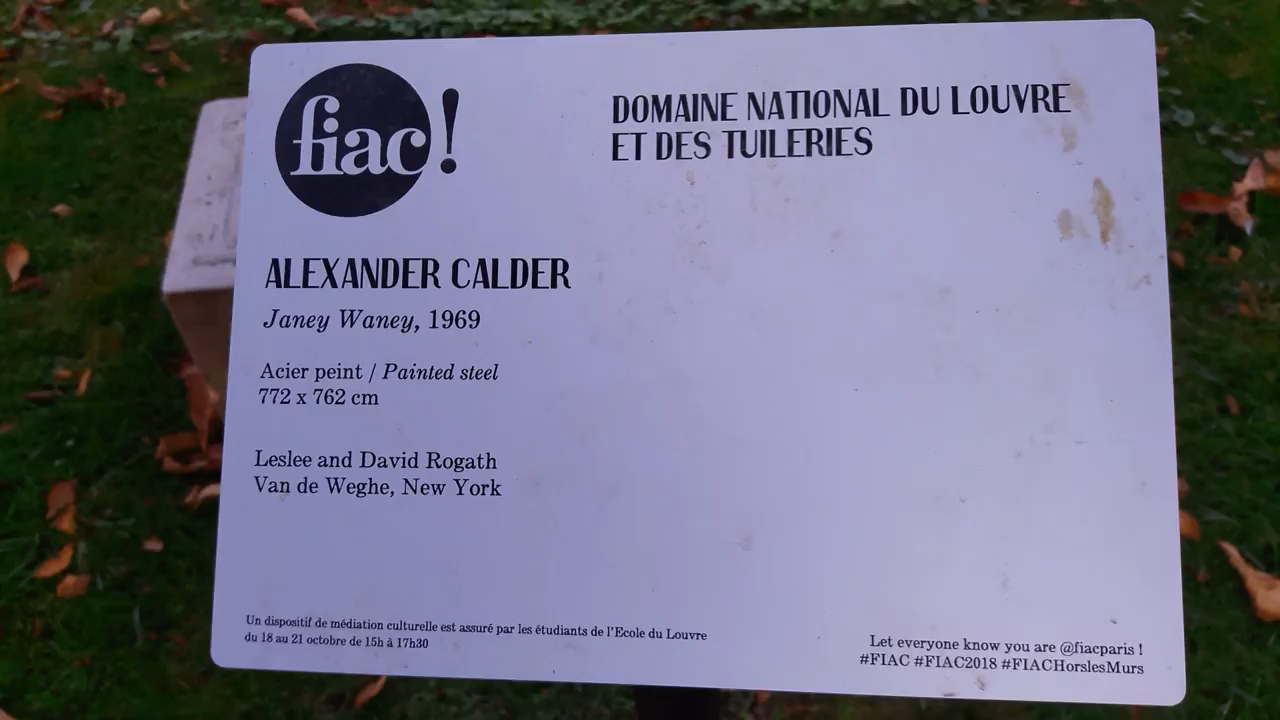 fiac!
DOMAINE NATIONAL DU LOUVRE
ET DES TUILERIES
ALEXANDER CALDER
Janey Waney, 1969
Acier peint / Painted steel
772 x 762 cm
Leslee and David Rogath
Van de Weghe, New York
Un dispositif de médiation culturelle est assuré par les étudiants de l'Ecole du Louvre
du 18 au 21 octobre de 15h à 17h30
Let everyone know you are @fiacparis !
#FIAC #FIAC2018 #FIACHorslesMurs